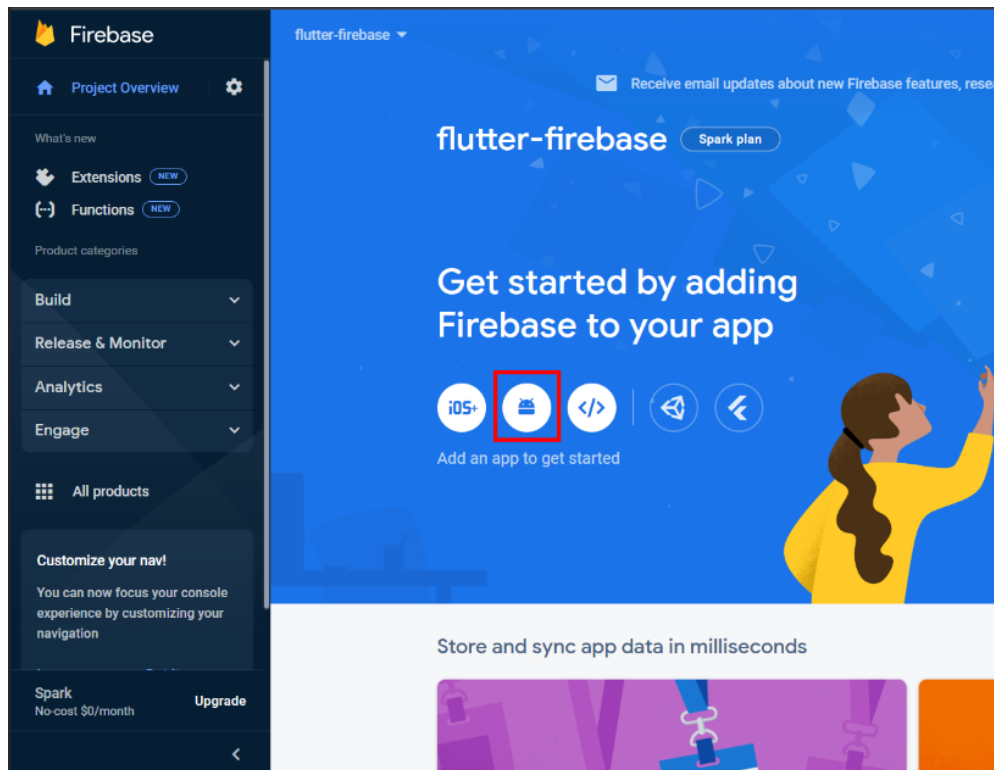 Firebase
Project Overview
What's new
Extensions NEW
Functions NEW
Product categories
Build
Release & Monitor
Analytics
Engage
All products
Customize your nav!
You can now focus your console
experience by customizing your
navigation
Spark
No-cost $0/month
Upgrade
flutter-firebase
Receive email updates about new Firebase features,
flutter-firebase
Spark plan
Get started by adding
Firebase to your app
iOS+
</>
Add an app to get started
Store and sync app data in milliseconds